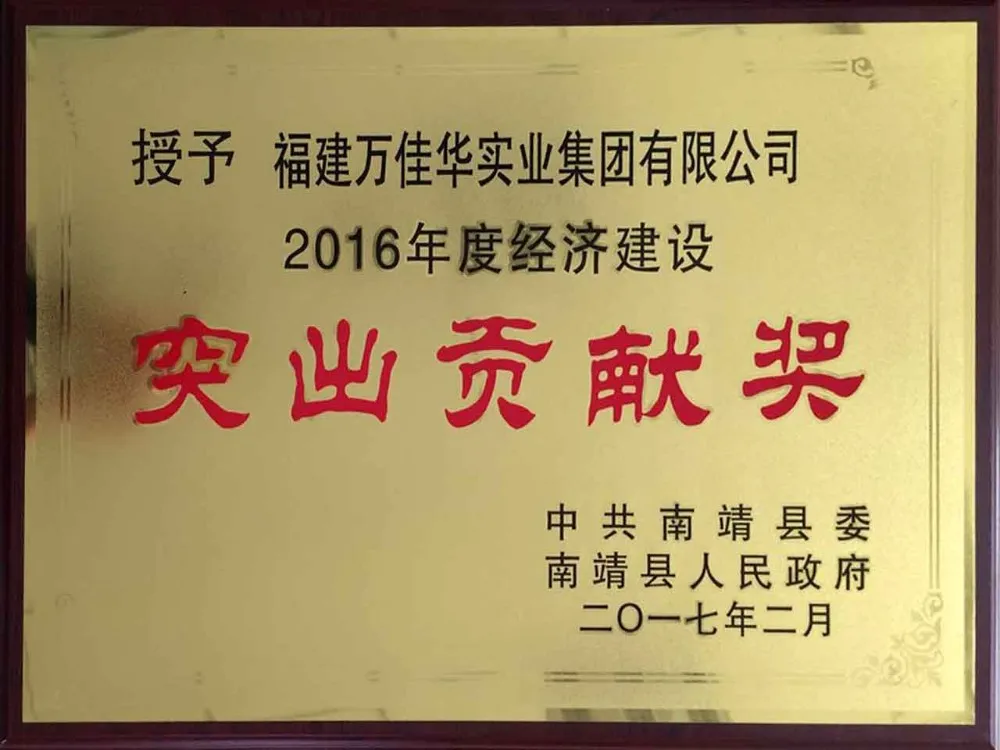 授予 福建万佳华实业集团有限公司
2016年度经济建设
突出贡献奖
中共南靖县委
南靖县人民政府
二〇一七年二月